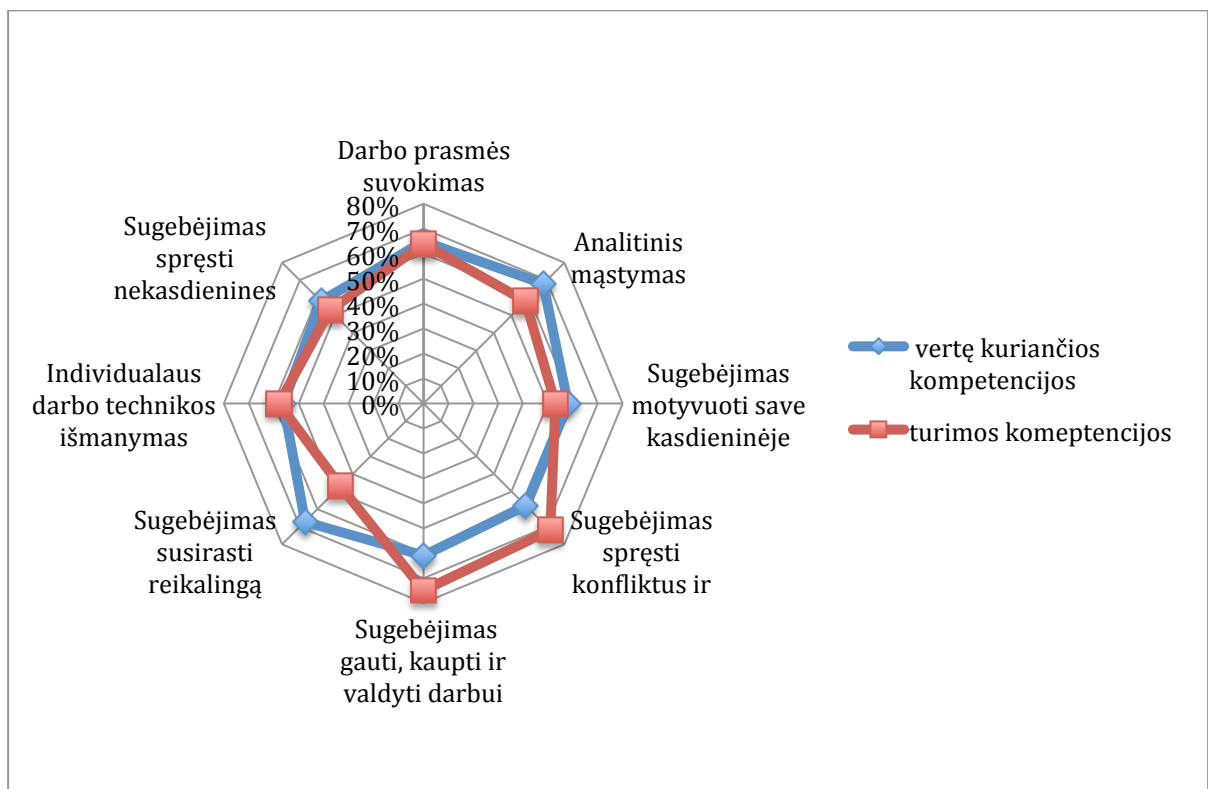 Darbo prasmės
suvokimas
Analitinis
mąstymas
Sugebėjimas
motyvuoti save
kasdieninėje
Sugebėjimas
spręsti
konfliktus ir
Sugebėjimas
gauti, kaupti ir
valdyti darbui
Sugebėjimas
susirasti
reikalingą
Individualaus
darbo technikos
išmanymas
Sugebėjimas
spręsti
nekasdienines
80%
70%
60%
50%
40%
30%
20%
10%
0%
vertę kuriančios
kompetencijos
turimos komeptencijos